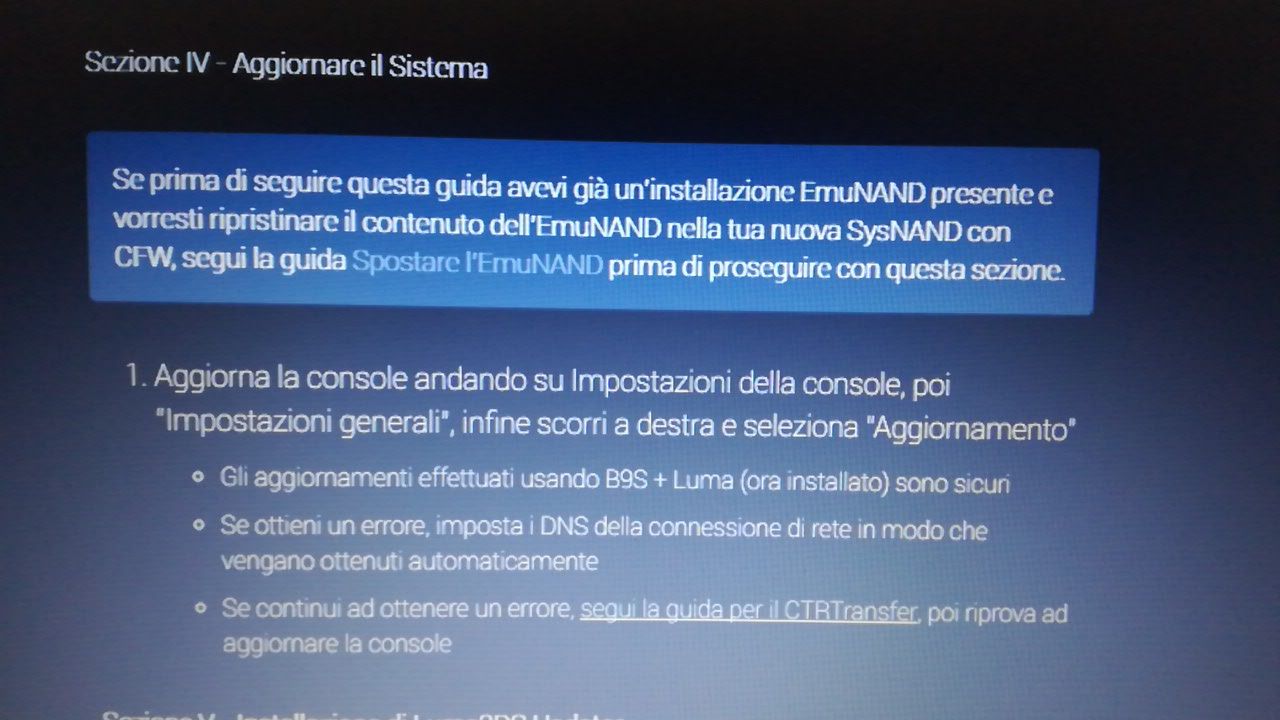 Sezione IV - Aggiornare il Sistema
Se prima di seguire questa guida avevi già un'installazione EmuNAND presente e
vorresti ripristinare il contenuto dell'EmuNAND nella tua nuova SysNAND con
CFW, segui la guida Spostare l'EmuNAND prima di proseguire con questa sezione.
1. Aggiorna la console andando su Impostazioni della console, poi
"Impostazioni generali", infine scorri a destra e seleziona "Aggiornamento"
Gli aggiornamenti effettuati usando B9S + Luma (ora installato) sono sicuri
Se ottieni un errore, imposta i DNS della connessione di rete in modo che
vengano ottenuti automaticamente
Se continui ad ottenere un errore, segui la guida per il CTRTransfer, poi riprova ad
aggiornare la console
Sezione V - Installazione di